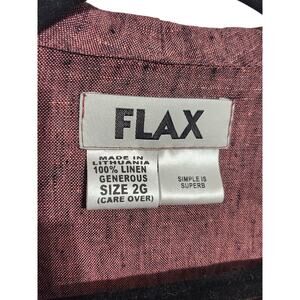 FLAX
MADE IN
LITHUANIA
100% LINEN
GENEROUS
SIZE 2G
(CARE OVER)
SIMPLE IS
SUPERB